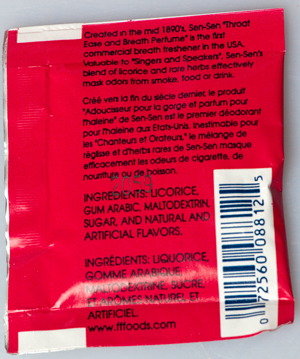 Created in the mid 1890's, Sen-Sen "Throat
Ease and Breath Perfume" is the first
commercial breath freshener in the USA.
Valuable to "Singers and Speakers", Sen-Sen's
blend of licorice and rare herbs effectively
mask odors from smoke, food or drink.
Créé vers la fin du siècle dernier, le produit
"Adoucisseur pour la gorge et parfum pour
l'haleine" de Sen-Sen est le premier déodorant
pour l'haleine aux Etats-Unis. Inestimable pour
les "Chanteurs et Orateurs," le mélange de
réglisse et d'herbs rares de Sen-Sen masque
efficacement les odeurs de cigarette, de
nourriture ou de boisson.
INGREDIENTS: LICORICE,
GUM ARABIC, MALTODEXTRIN,
SUGAR, AND NATURAL AND
ARTIFICIAL FLAVORS.
INGRÉDIENTS: LIQUORICE,
GOMME ARABIQUE,
MALTODEXTRINE, SUCRE,
ET ARÔMES NATUREL ET
ARTIFICIEL.
www.fffoods.com
0 72560 08812 5